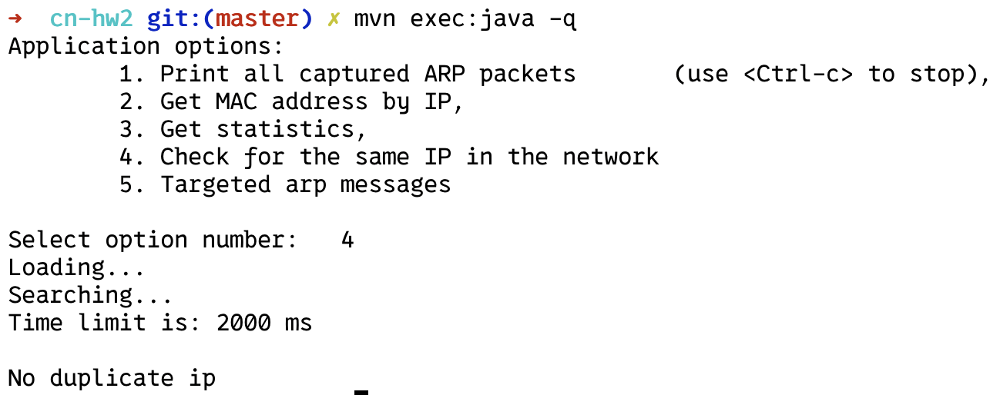 ➜  cn-hw2 git:(master) ✗ mvn exec:java -q
Application options:
        1. Print all captured ARP packets       (use <Ctrl-c> to stop),
        2. Get MAC address by IP,
        3. Get statistics,
        4. Check for the same IP in the network
        5. Targeted arp messages
Select option number:   4
Loading...
Searching...
Time limit is: 2000 ms
No duplicate ip